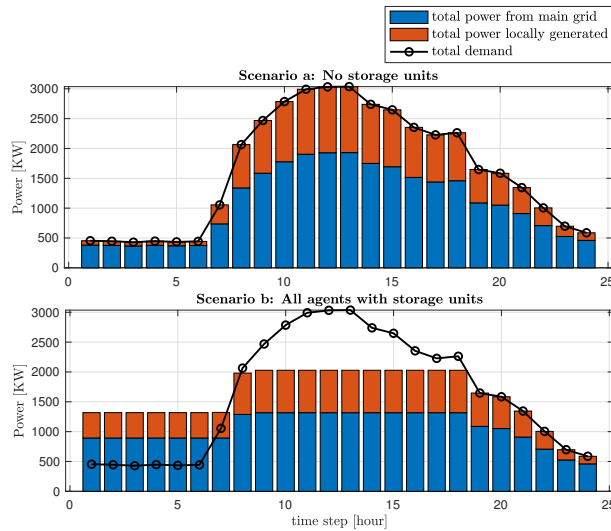 total power from main grid
total power locally generated
total demand
Scenario a: No storage units
Power [KW]
3000
2500
2000
1500
1000
500
0
0 5 10 15 20 25
Scenario b: All agents with storage units
Power [KW]
3000
2500
2000
1500
1000
500
0
0 5 10 15 20 25
time step [hour]